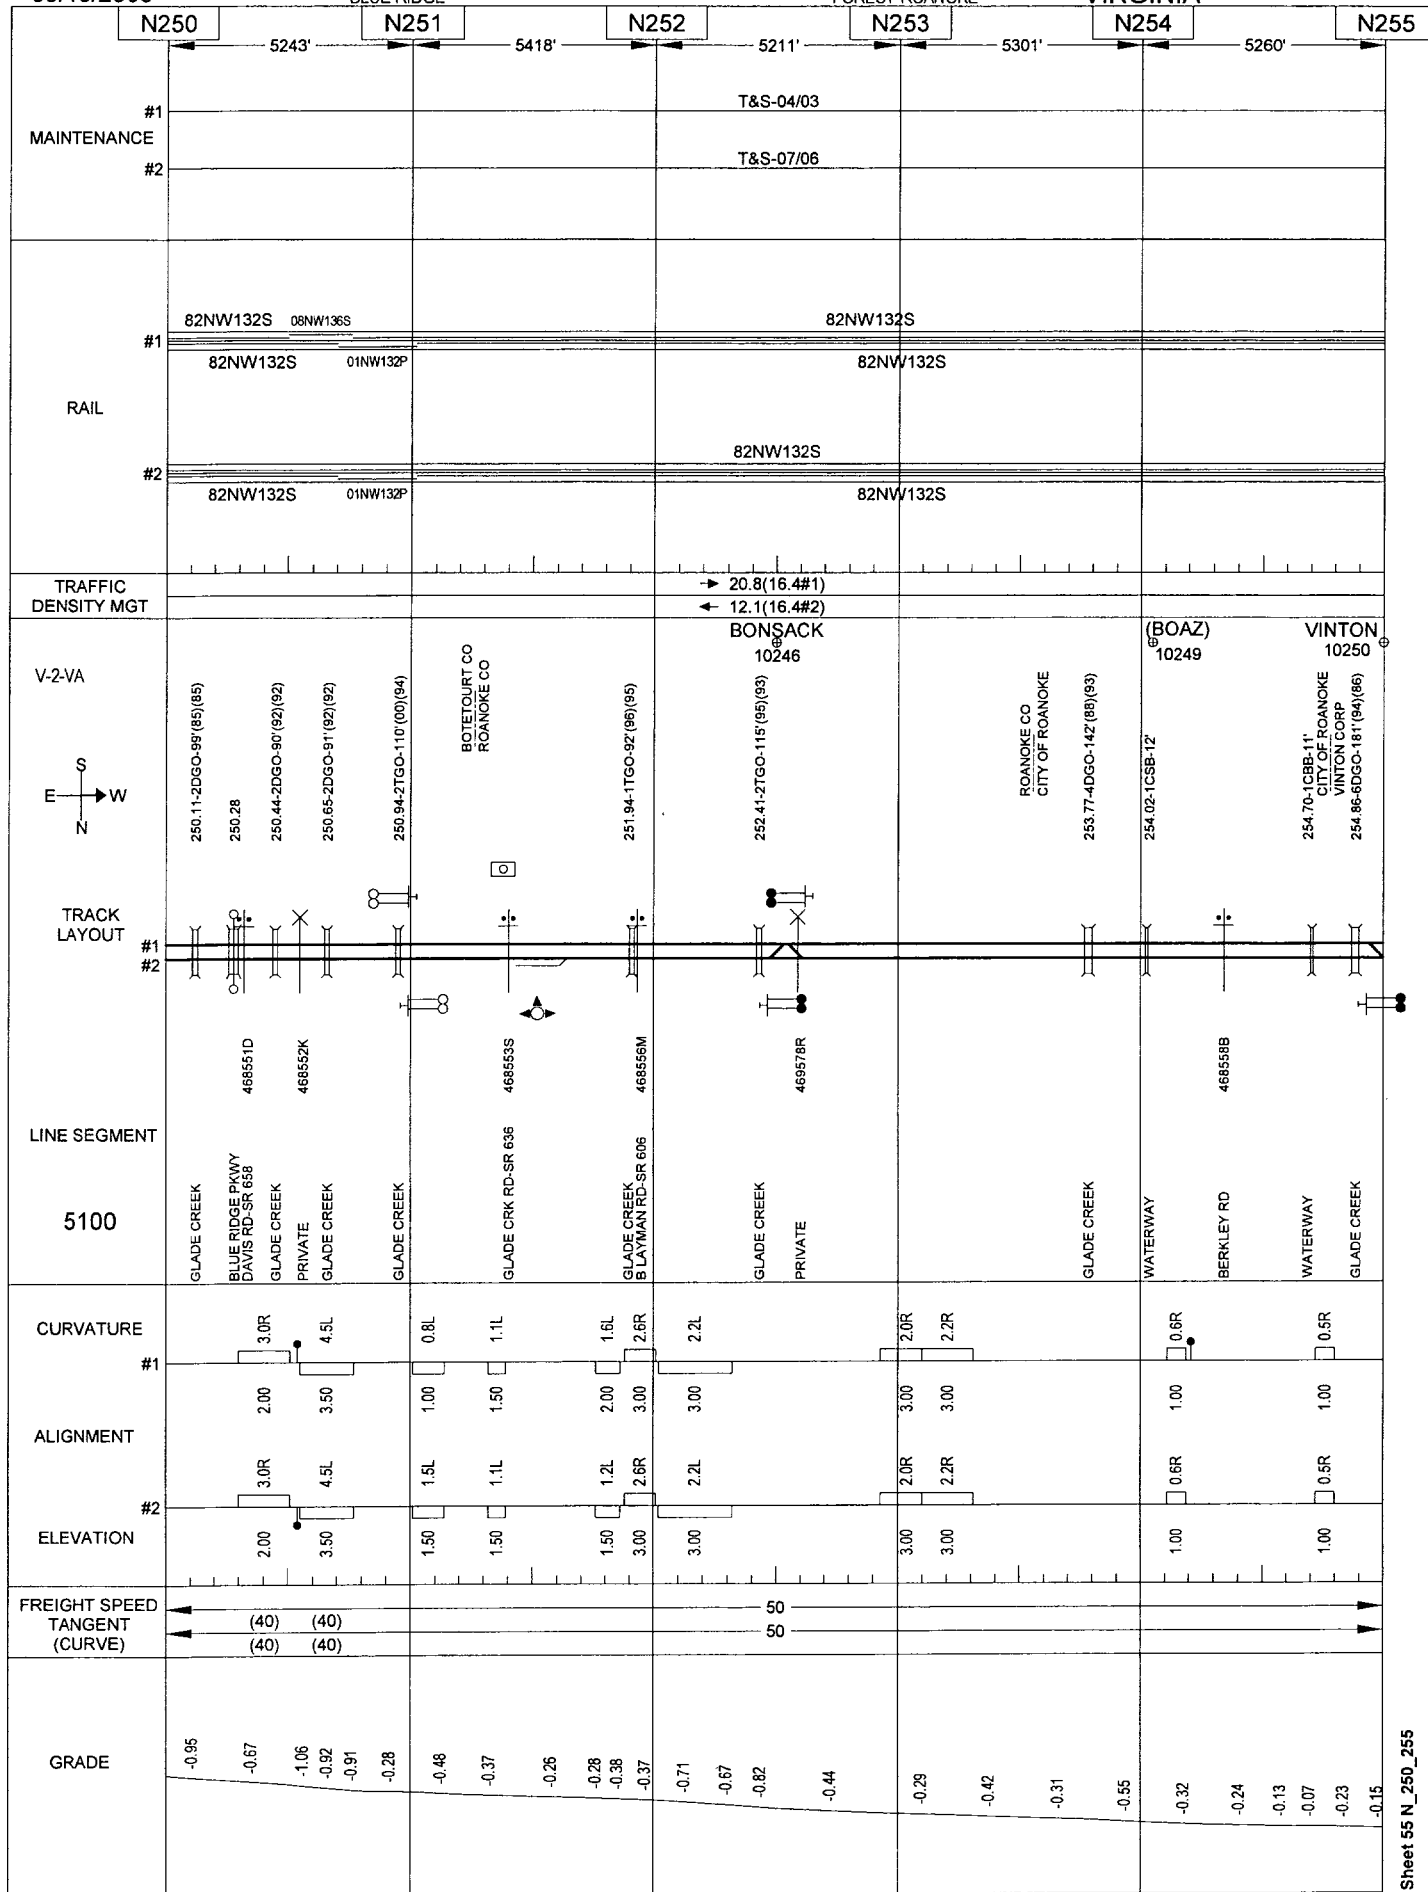 N250 N251 N252 N253 N254 N255
5243' 5418' 5211' 5301' 5260'
MAINTENANCE
#1 T&S-04/03
#2 T&S-07/06
RAIL
82NW132S 08NW136S 82NW132S
#1
82NW132S 01NW132P 82NW132S
82NW132S
#2
82NW132S 01NW132P 82NW132S
TRAFFIC
DENSITY MGT
20.8(16.4#1)
12.1(16.4#2)
BONSACK (BOAZ) VINTON
10246 10249 10250
V-2-VA
S
E W
N
250.11-2DGO-99'(85)(85)
250.28
250.44-2DGO-90'(92)(92)
250.65-2DGO-91'(92)(92)
250.94-2TGO-110'(00)(94)
BOTETOURT CO
ROANOKE CO
251.94-1TGO-92'(96)(95)
252.41-2TGO-115'(95)(93)
ROANOKE CO
CITY OF ROANOKE
253.77-4DGO-142'(88)(93)
254.02-1CSB-12'
254.70-1CBB-11'
CITY OF ROANOKE
VINTON CORP
254.86-6DGO-181'(94)(86)
TRACK
LAYOUT
#1
#2
468551D
468552K
468553S
468556M
469578R
468558B
LINE SEGMENT
5100
GLADE CREEK
BLUE RIDGE PKWY
DAVIS RD-SR 658
GLADE CREEK
PRIVATE
GLADE CREEK
GLADE CREEK
GLADE CRK RD-SR 636
GLADE CREEK
B LAYMAN RD-SR 606
GLADE CREEK
PRIVATE
GLADE CREEK
WATERWAY
BERKLEY RD
WATERWAY
GLADE CREEK
CURVATURE
3.0R 4.5L 0.8L 1.1L 1.6L 2.6R 2.2L 2.0R 2.2R 0.6R 0.5R
#1
2.00 3.50 1.00 1.50 2.00 3.00 3.00 3.00 3.00 1.00 1.00
ALIGNMENT
3.0R 4.5L 1.5L 1.1L 1.2L 2.6R 2.2L 2.0R 2.2R 0.6R 0.5R
#2
ELEVATION
2.00 3.50 1.50 1.50 1.50 3.00 3.00 3.00 3.00 1.00 1.00
FREIGHT SPEED
TANGENT
(CURVE)
50
(40) (40)
50
(40) (40)
GRADE
-0.95 -0.67 -1.06 -0.92 -0.91 -0.28 -0.48 -0.37 -0.26 -0.28 -0.38 -0.37 -0.71 -0.67 -0.82 -0.44 -0.29 -0.42 -0.31 -0.55 -0.32 -0.24 -0.13 -0.07 -0.23 -0.15
Sheet 55 N_250_255